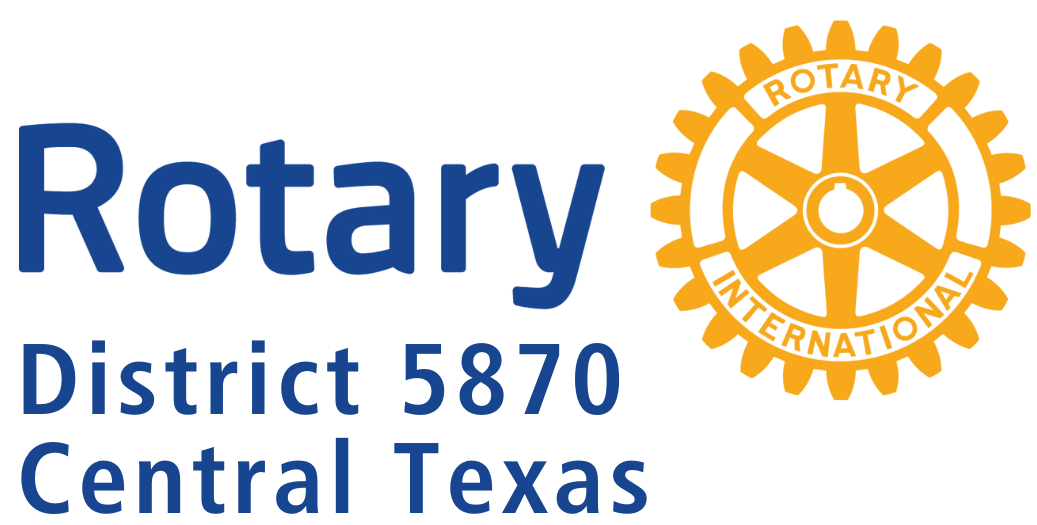 Rotary
District 5870
Central Texas
ROTARY
INTERNATIONAL